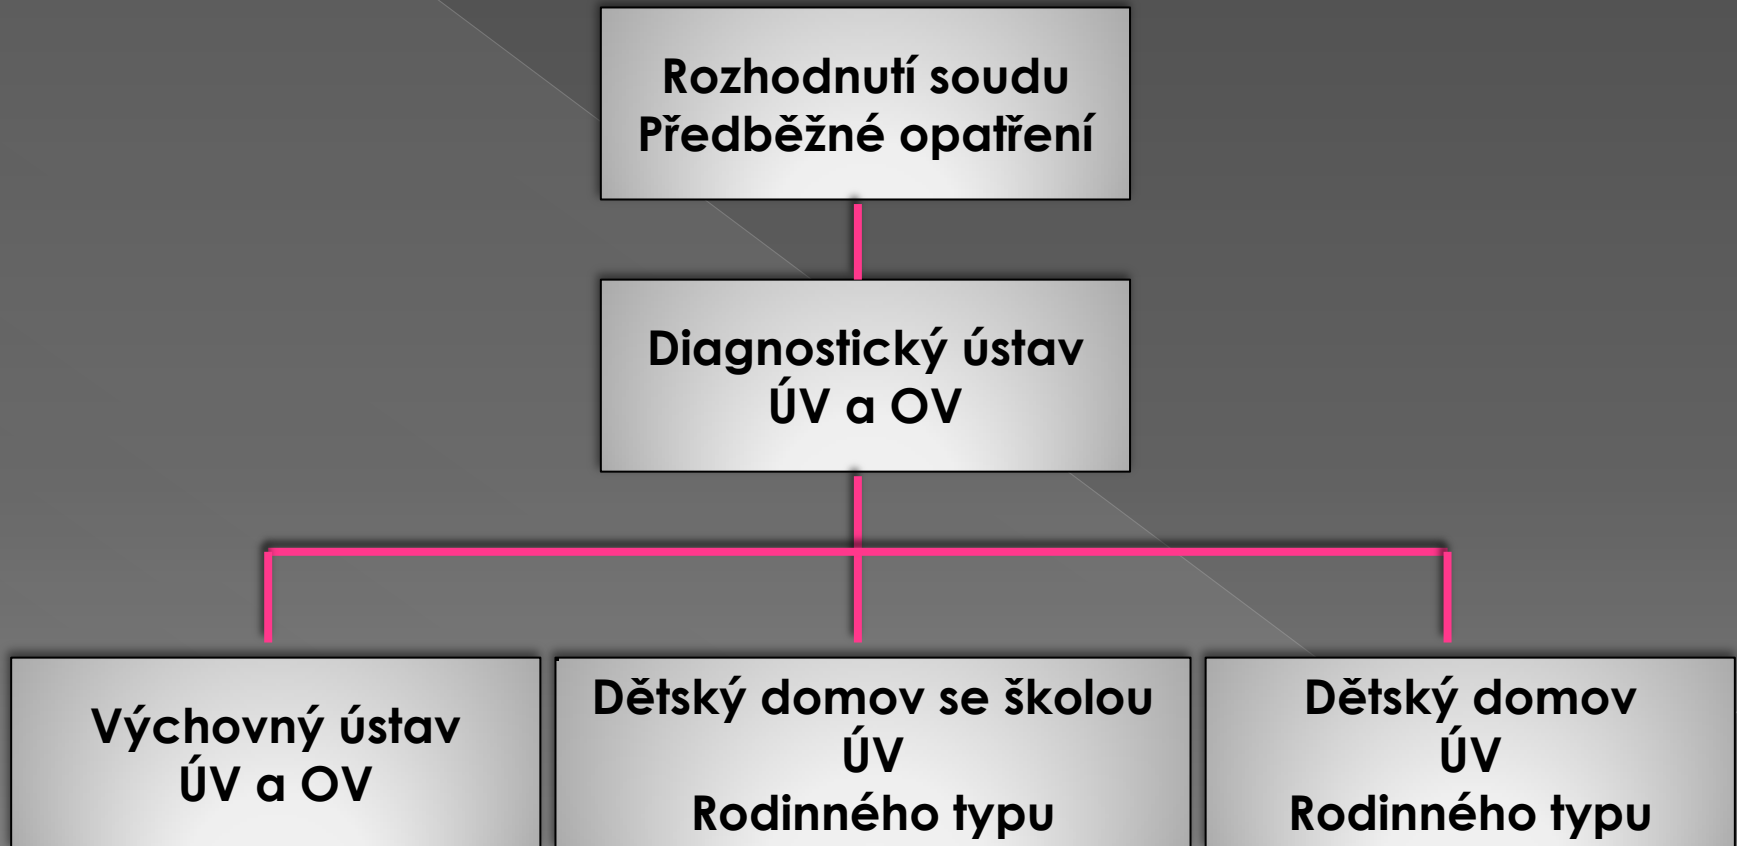 Rozhodnutí soudu
Předběžné opatření
Diagnostický ústav
ÚV a OV
Výchovný ústav
ÚV a OV
Dětský domov se školou
ÚV
Rodinného typu
Dětský domov
ÚV
Rodinného typu